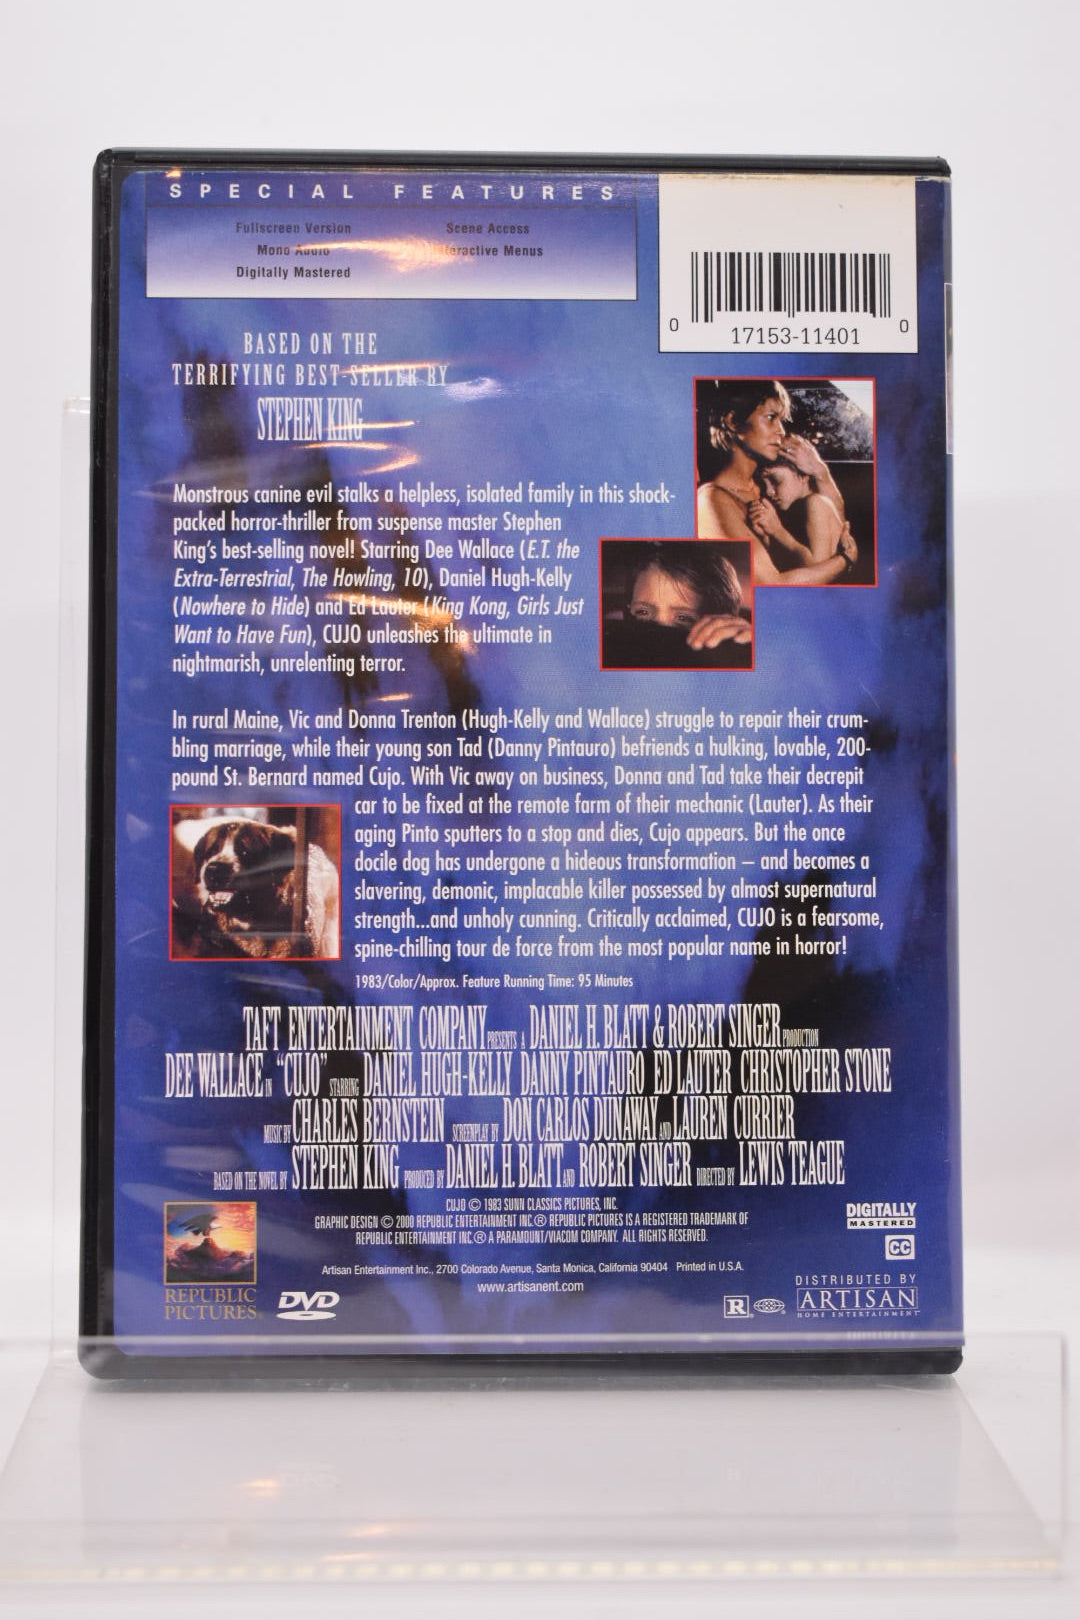 SPECIAL FEATURES
Fullscreen Version
Mono Audio
Digitally Mastered
Scene Access
Interactive Menus
0 17153-11401 0
BASED ON THE
TERRIFYING BEST-SELLER BY
STEPHEN KING
Monstrous canine evil stalks a helpless, isolated family in this shock-
packed horror-thriller from suspense master Stephen
King's best-selling novel! Starring Dee Wallace (E.T. the
Extra-Terrestrial, The Howling, 10), Daniel Hugh-Kelly
(Nowhere to Hide) and Ed Lauter (King Kong, Girls Just
Want to Have Fun), CUJO unleashes the ultimate in
nightmarish, unrelenting terror.
In rural Maine, Vic and Donna Trenton (Hugh-Kelly and Wallace) struggle to repair their crum-
bling marriage, while their young son Tad (Danny Pintauro) befriends a hulking, lovable, 200-
pound St. Bernard named Cujo. With Vic away on business, Donna and Tad take their decrepit
car to be fixed at the remote farm of their mechanic (Lauter). As their
aging Pinto sputters to a stop and dies, Cujo appears. But the once
docile dog has undergone a hideous transformation – and becomes a
slavering, demonic, implacable killer possessed by almost supernatural
strength...and unholy cunning. Critically acclaimed, CUJO is a fearsome,
spine-chilling tour de force from the most popular name in horror!
1983/Color/Approx. Feature Running Time: 95 Minutes
TAFT ENTERTAINMENT COMPANY PRESENTS A DANIEL H. BLATT & ROBERT SINGER PRODUCTION
DEE WALLACE IN "CUJO" STARRING DANIEL HUGH-KELLY DANNY PINTAURO ED LAUTER CHRISTOPHER STONE
MUSIC BY CHARLES BERNSTEIN SCREENPLAY BY DON CARLOS DUNAWAY AND LAUREN CURRIER
BASED ON THE NOVEL BY STEPHEN KING PRODUCED BY DANIEL H. BLATT AND ROBERT SINGER DIRECTED BY LEWIS TEAGUE
CUJO © 1983 SUNN CLASSICS PICTURES, INC.
GRAPHIC DESIGN © 2000 REPUBLIC ENTERTAINMENT INC.® REPUBLIC PICTURES IS A REGISTERED TRADEMARK OF
REPUBLIC ENTERTAINMENT INC.® A PARAMOUNT/VIACOM COMPANY. ALL RIGHTS RESERVED.
Artisan Entertainment Inc., 2700 Colorado Avenue, Santa Monica, California 90404 Printed in U.S.A.
www.artisanent.com
REPUBLIC
PICTURES
DVD
VIDEO
DIGITALLY
MASTERED
CC
R
DISTRIBUTED BY
ARTISAN
HOME ENTERTAINMENT